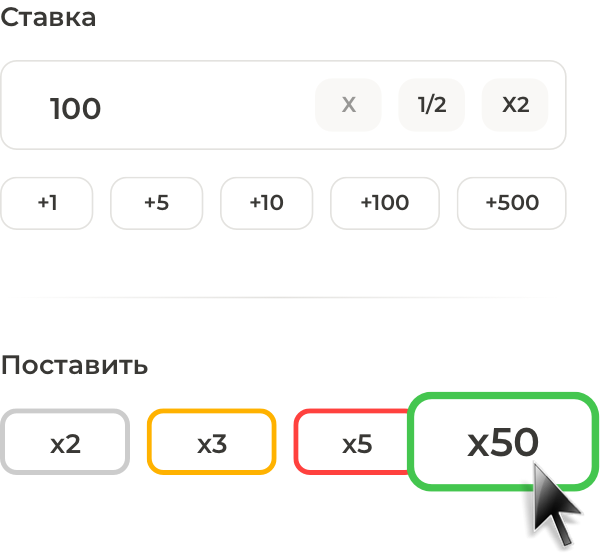 Ставка
100 X 1/2 X2
+1 +5 +10 +100 +500
Поставить
x2 x3 x5 x50